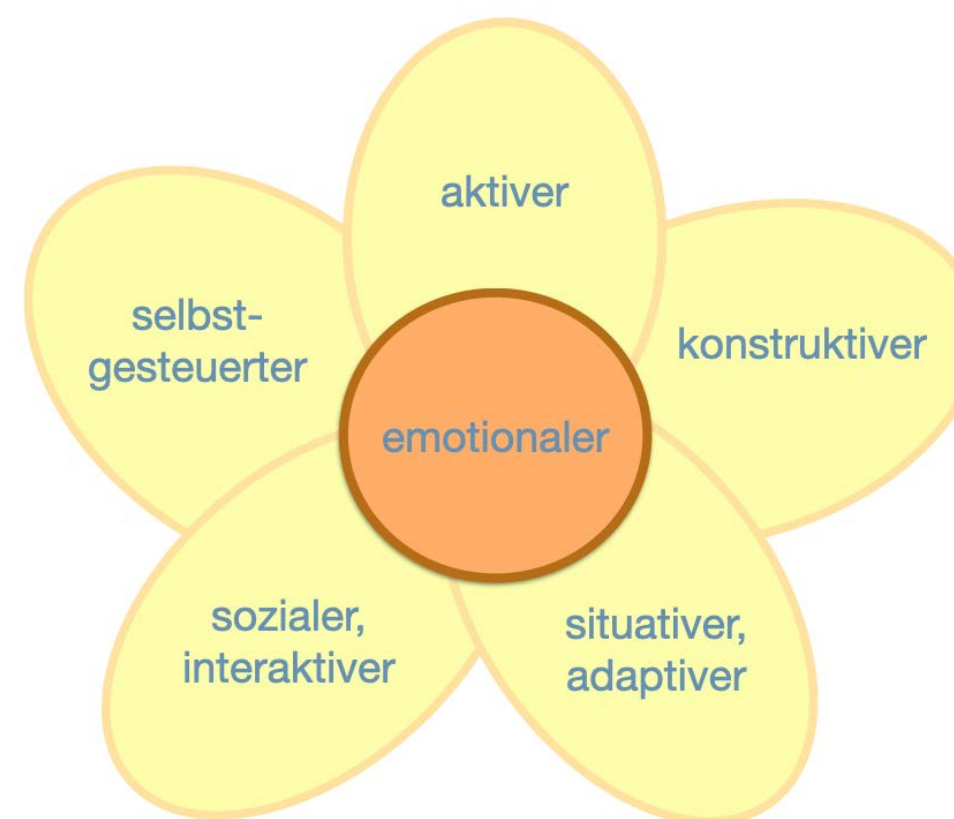 aktiver
selbst-
gesteuerter
konstruktiver
emotionaler
sozialer,
interaktiver
situativer,
adaptiver